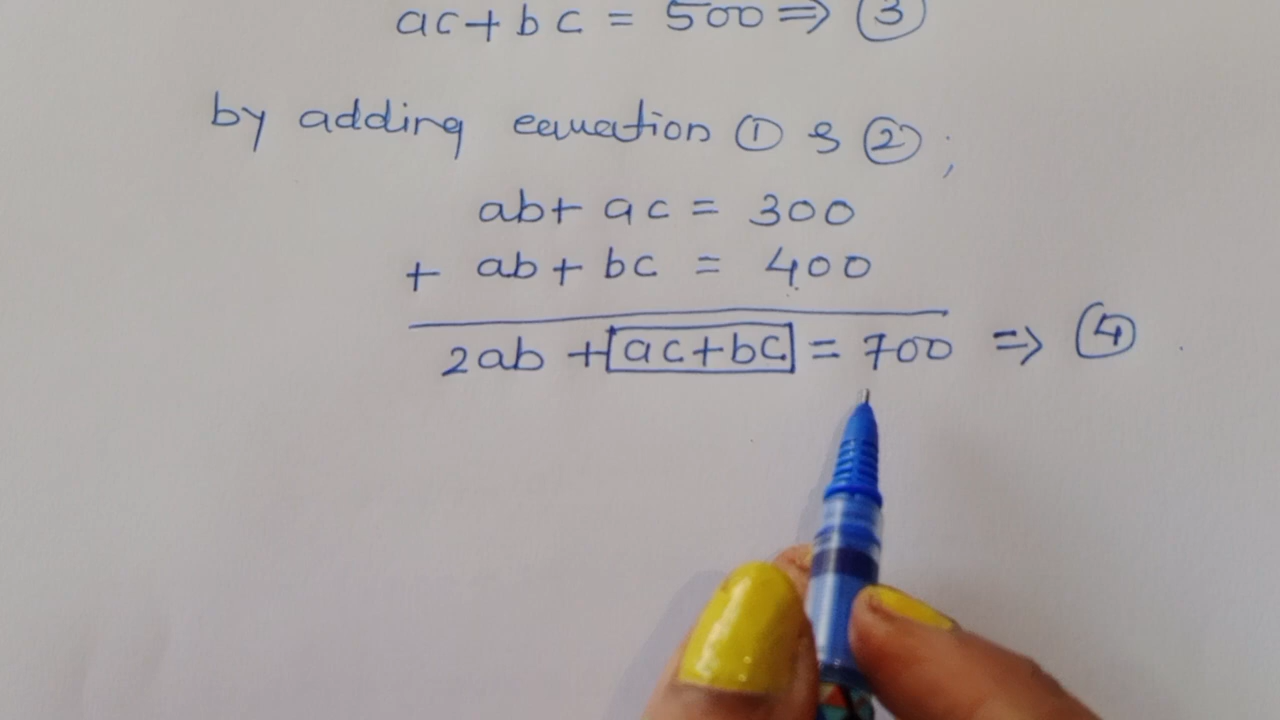 ac + bc = 500 ⇒ ③
by adding equation ① & ② ;
ab + ac = 300
+ ab + bc = 400
2ab + ac + bc = 700 ⇒ ④